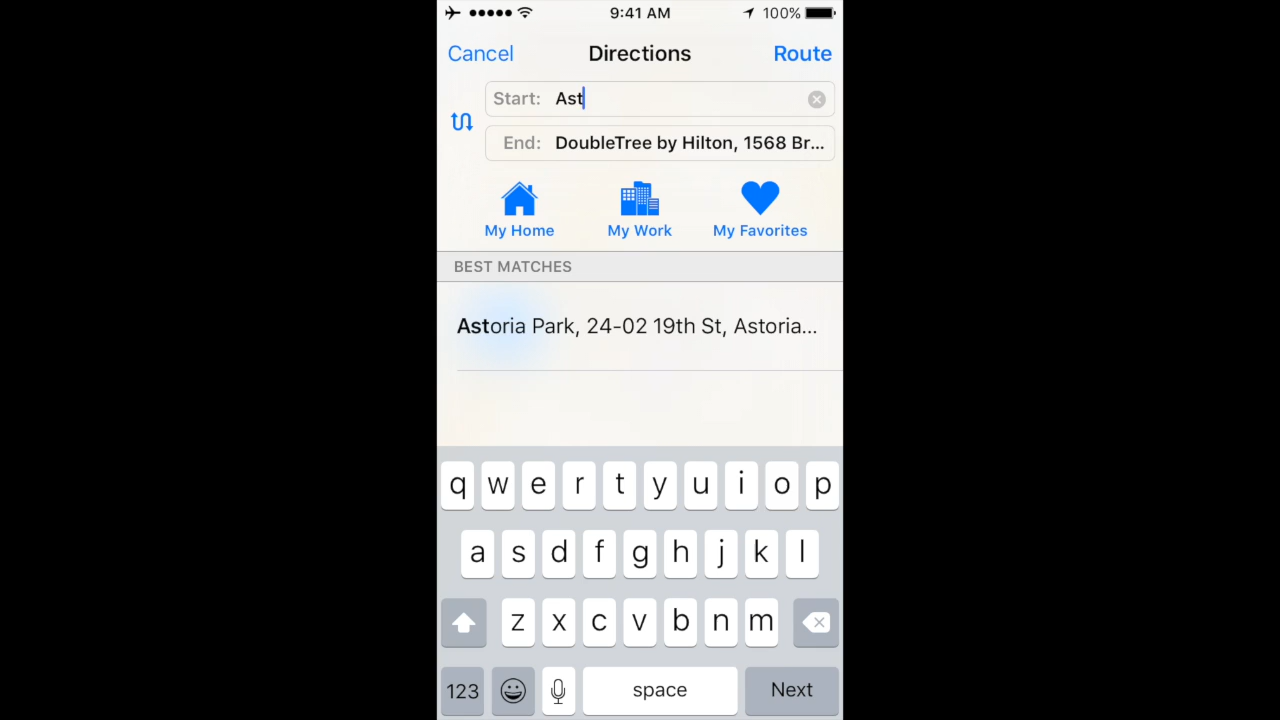 9:41 AM 100%
Cancel Directions Route
Start: Ast
End: DoubleTree by Hilton, 1568 Br...
My Home My Work My Favorites
BEST MATCHES
Astoria Park, 24-02 19th St, Astoria...
q w e r t y u i o p
a s d f g h j k l
z x c v b n m
123 space Next